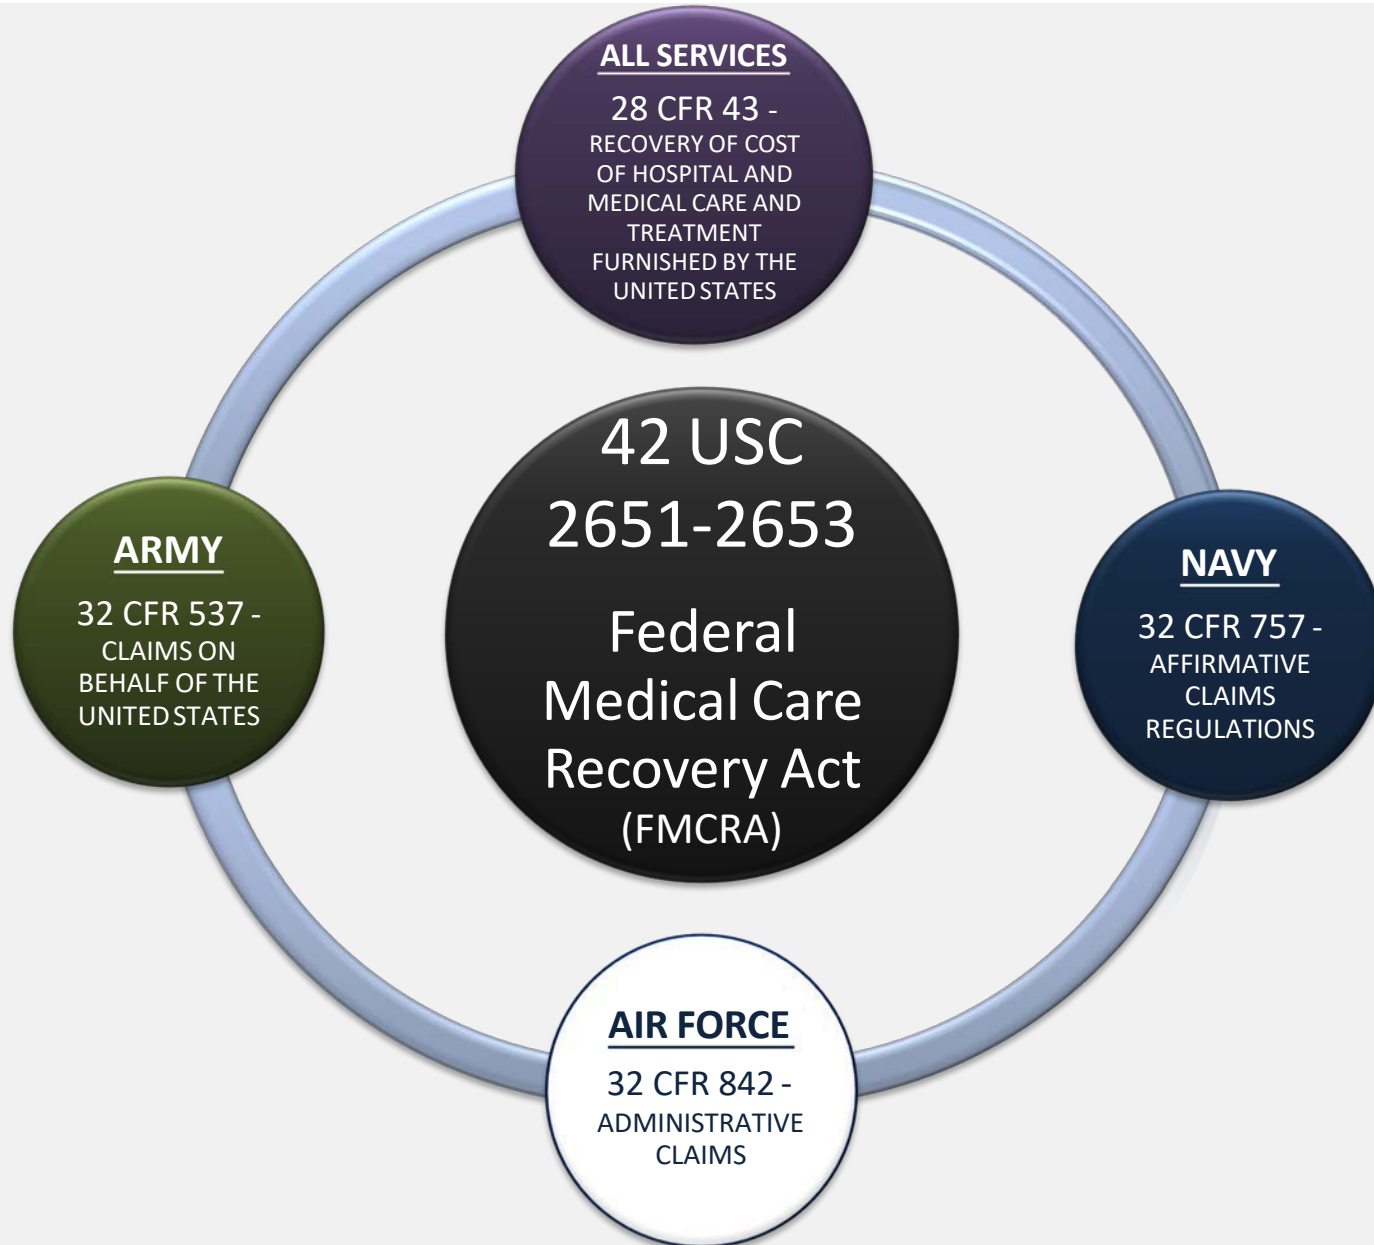 ALL SERVICES
28 CFR 43 -
RECOVERY OF COST
OF HOSPITAL AND
MEDICAL CARE AND
TREATMENT
FURNISHED BY THE
UNITED STATES
42 USC
2651-2653
Federal
Medical Care
Recovery Act
(FMCRA)
ARMY
32 CFR 537 -
CLAIMS ON
BEHALF OF THE
UNITED STATES
NAVY
32 CFR 757 -
AFFIRMATIVE
CLAIMS
REGULATIONS
AIR FORCE
32 CFR 842 -
ADMINISTRATIVE
CLAIMS